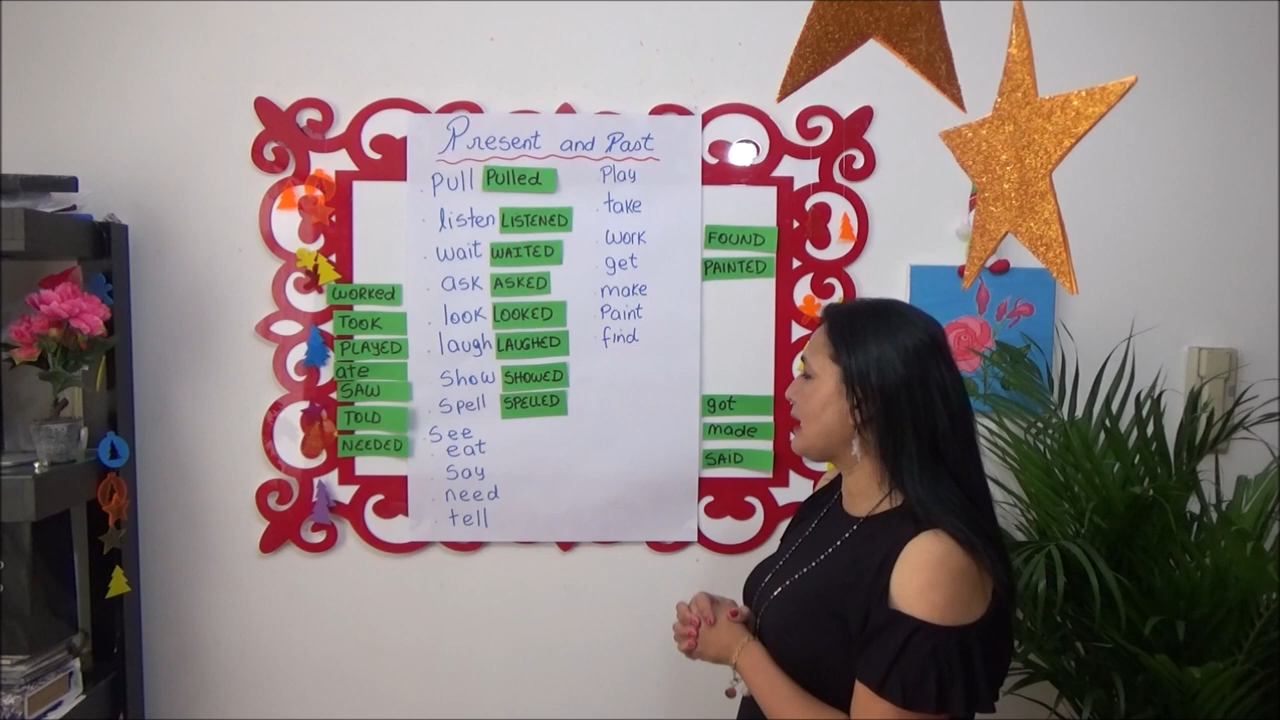 Present and Past
Pull Pulled
listen LISTENED
wait WAITED
ask ASKED
look LOOKED
laugh LAUGHED
Show SHOWED
Spell SPELLED
See
eat
Say
need
tell
Play
take
work
get
make
Paint
find
WORKED
TOOK
PLAYED
ate
SAW
TOLD
NEEDED
FOUND
PAINTED
got
made
SAID